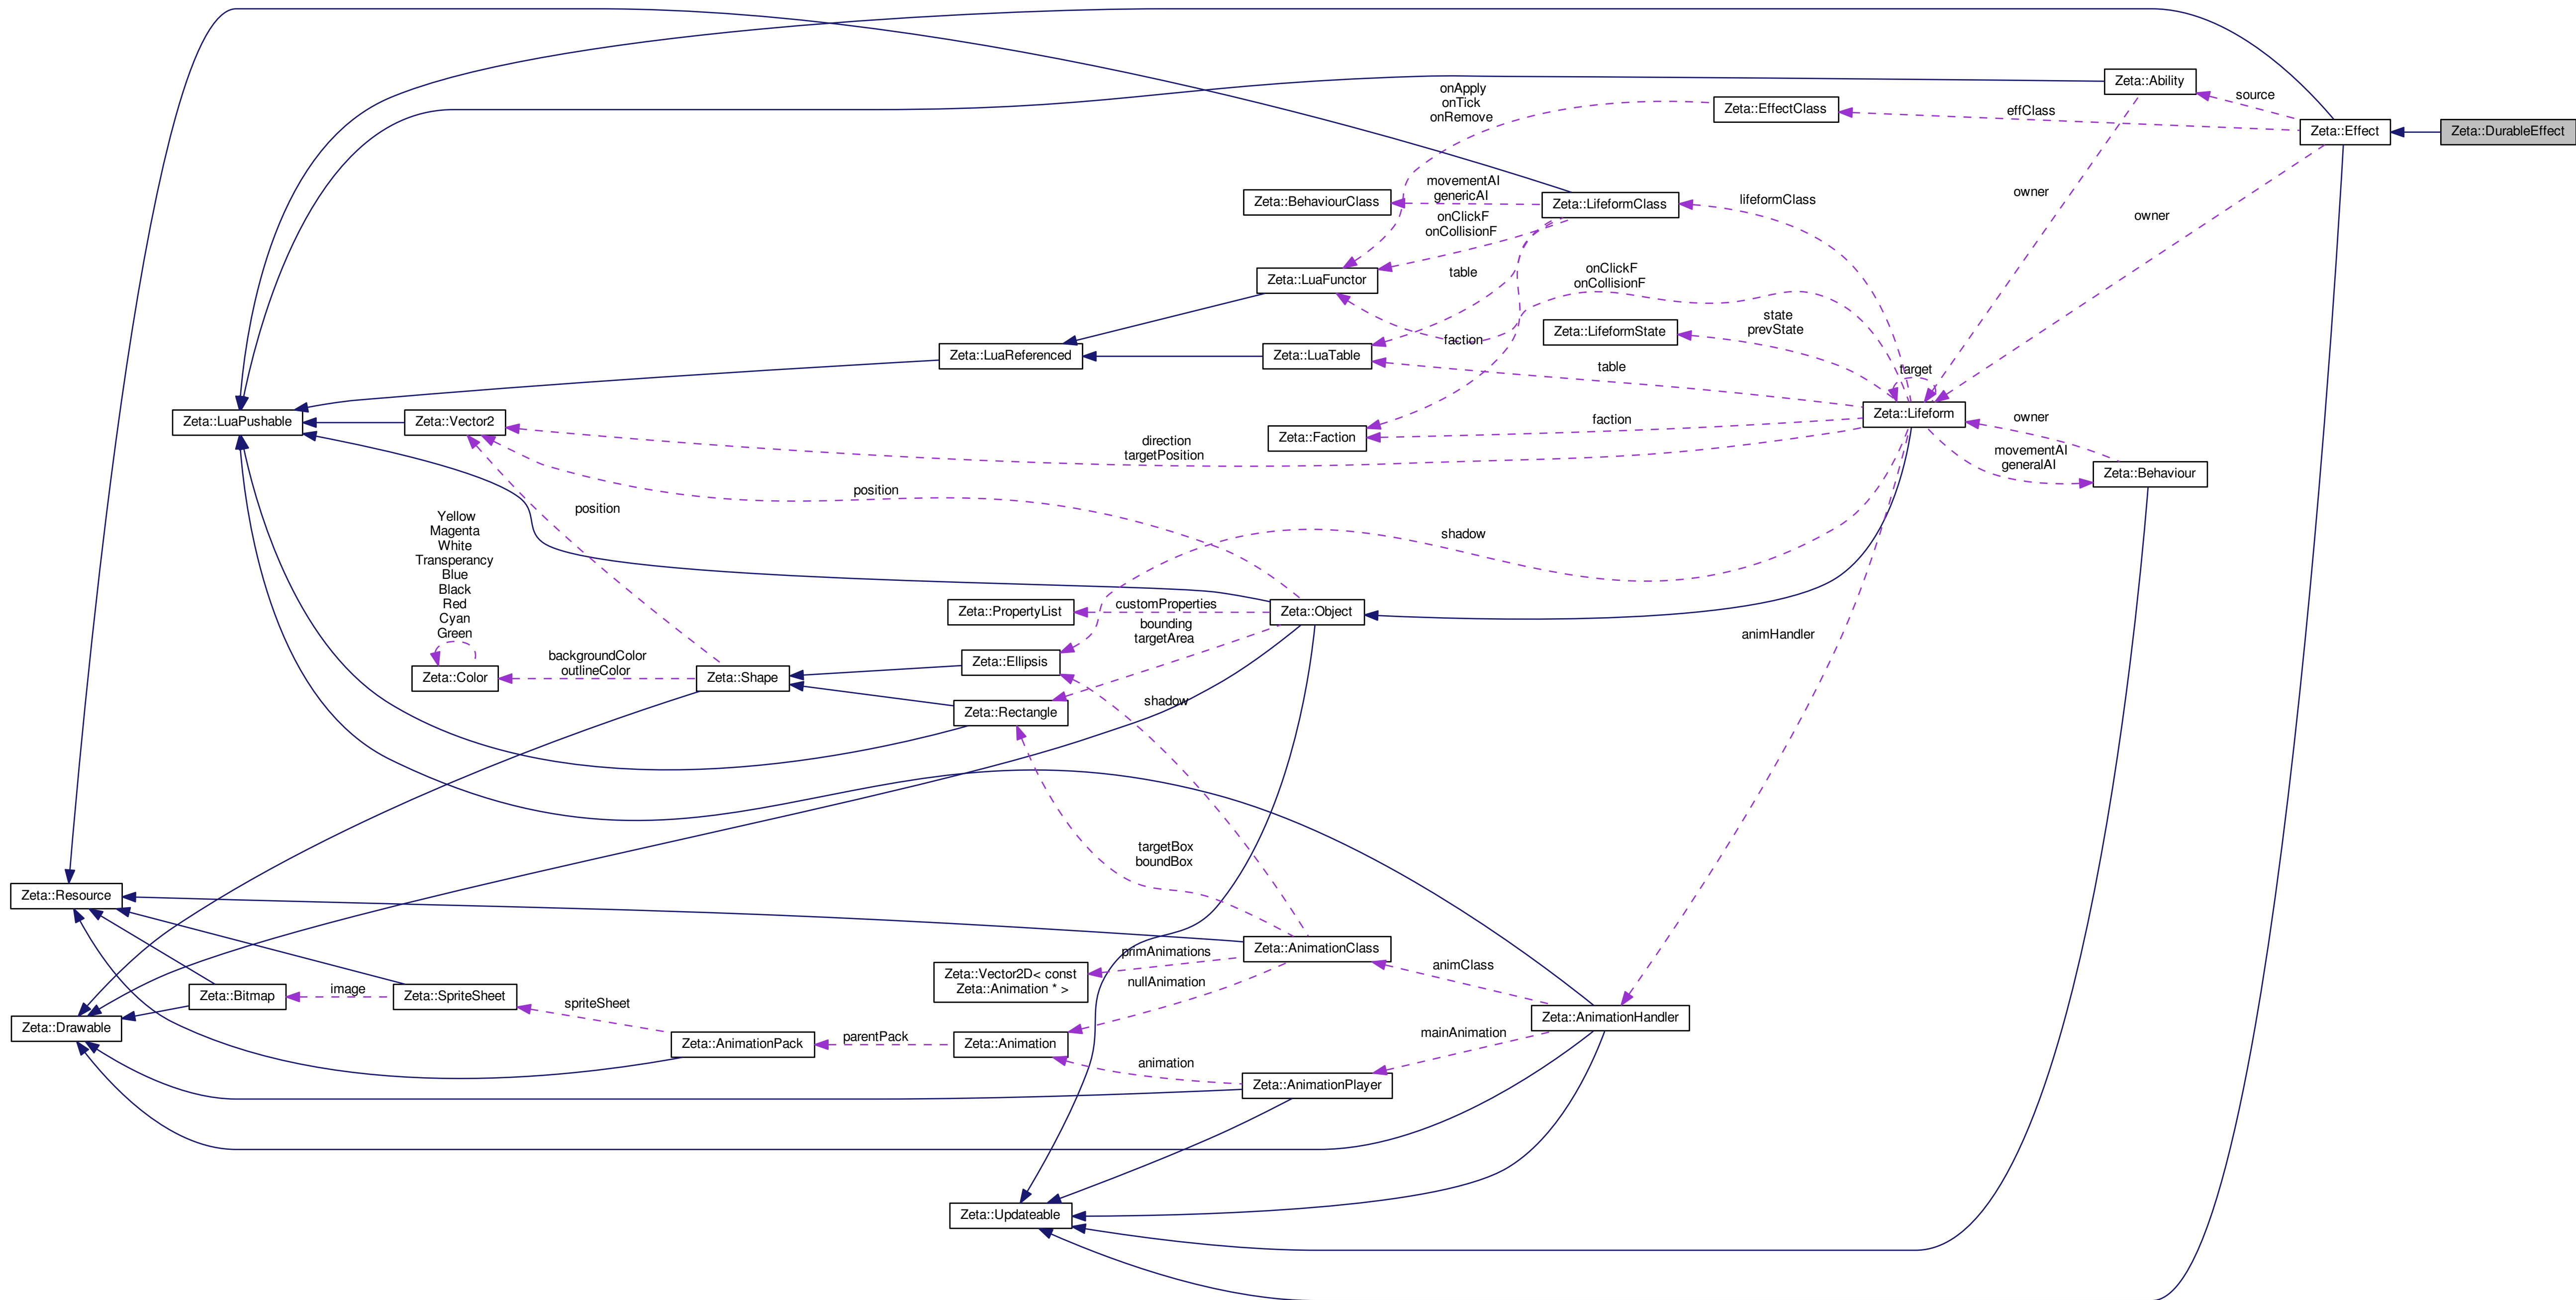 Zeta::Ability
onApply
onTick
onRemove
source
Zeta::EffectClass
effClass
Zeta::Effect
Zeta::DurableEffect
movementAI
genericAI
Zeta::BehaviourClass
Zeta::LifeformClass
lifeformClass
owner
owner
onClickF
onCollisionF
Zeta::LuaFunctor
table
onClickF
onCollisionF
state
prevState
Zeta::LifeformState
faction
Zeta::LuaReferenced
Zeta::LuaTable
table
target
Zeta::LuaPushable
Zeta::Vector2
Zeta::Lifeform
faction
owner
Zeta::Faction
direction
targetPosition
movementAI
generalAI
Zeta::Behaviour
position
position
Yellow
Magenta
White
Transperancy
Blue
Black
Red
Cyan
Green
shadow
Zeta::PropertyList
customProperties
Zeta::Object
bounding
targetArea
animHandler
backgroundColor
outlineColor
Zeta::Ellipsis
Zeta::Color
Zeta::Shape
shadow
Zeta::Rectangle
targetBox
boundBox
Zeta::Resource
Zeta::AnimationClass
primAnimations
Zeta::Vector2D< const
Zeta::Animation * >
animClass
nullAnimation
Zeta::Bitmap
image
Zeta::SpriteSheet
spriteSheet
Zeta::AnimationHandler
Zeta::Drawable
Zeta::AnimationPack
parentPack
Zeta::Animation
mainAnimation
animation
Zeta::AnimationPlayer
Zeta::Updateable